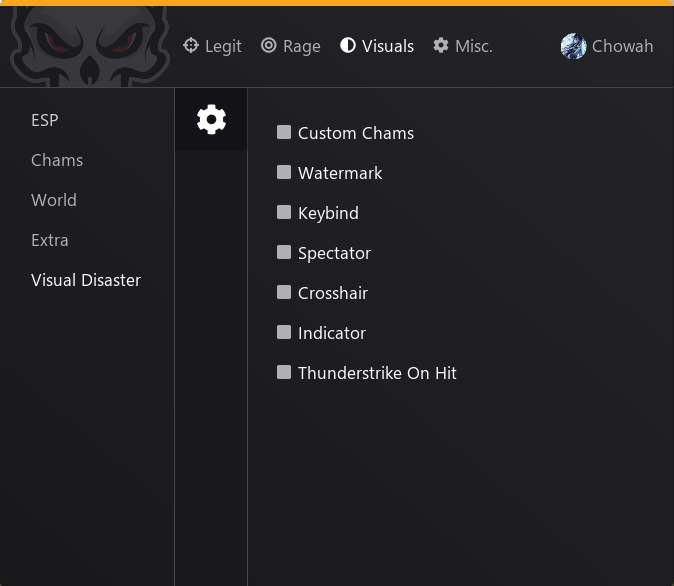 Legit Rage Visuals Misc. Chowah
ESP
Chams
World
Extra
Visual Disaster
Custom Chams
Watermark
Keybind
Spectator
Crosshair
Indicator
Thunderstrike On Hit